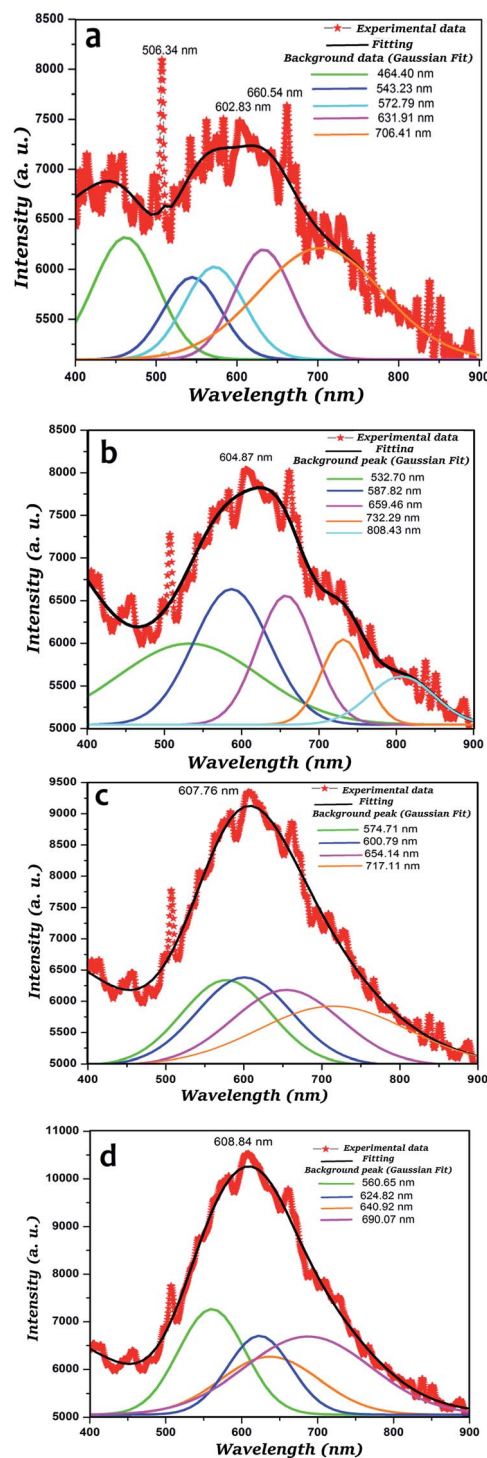 a
506.34 nm
602.83 nm
660.54 nm
Experimental data
Fitting
Background data (Gaussian Fit)
464.40 nm
543.23 nm
572.79 nm
631.91 nm
706.41 nm
Intensity (a. u.)
8500
8000
7500
7000
6500
6000
5500
400 500 600 700 800 900
Wavelength (nm)
b
604.87 nm
Experimental data
Fitting
Background peak (Gaussian Fit)
532.70 nm
587.82 nm
659.46 nm
732.29 nm
808.43 nm
Intensity (a. u.)
8500
8000
7500
7000
6500
6000
5500
5000
400 500 600 700 800 900
Wavelength (nm)
c
607.76 nm
Experimental data
Fitting
Background peak (Gaussian Fit)
574.71 nm
600.79 nm
654.14 nm
717.11 nm
Intensity (a. u.)
9500
9000
8500
8000
7500
7000
6500
6000
5500
5000
400 500 600 700 800 900
Wavelength (nm)
d
608.84 nm
Experimental data
Fitting
Background peak (Gaussian Fit)
560.65 nm
624.82 nm
640.92 nm
690.07 nm
Intensity (a. u.)
11000
10000
9000
8000
7000
6000
5000
400 500 600 700 800 900
Wavelength (nm)